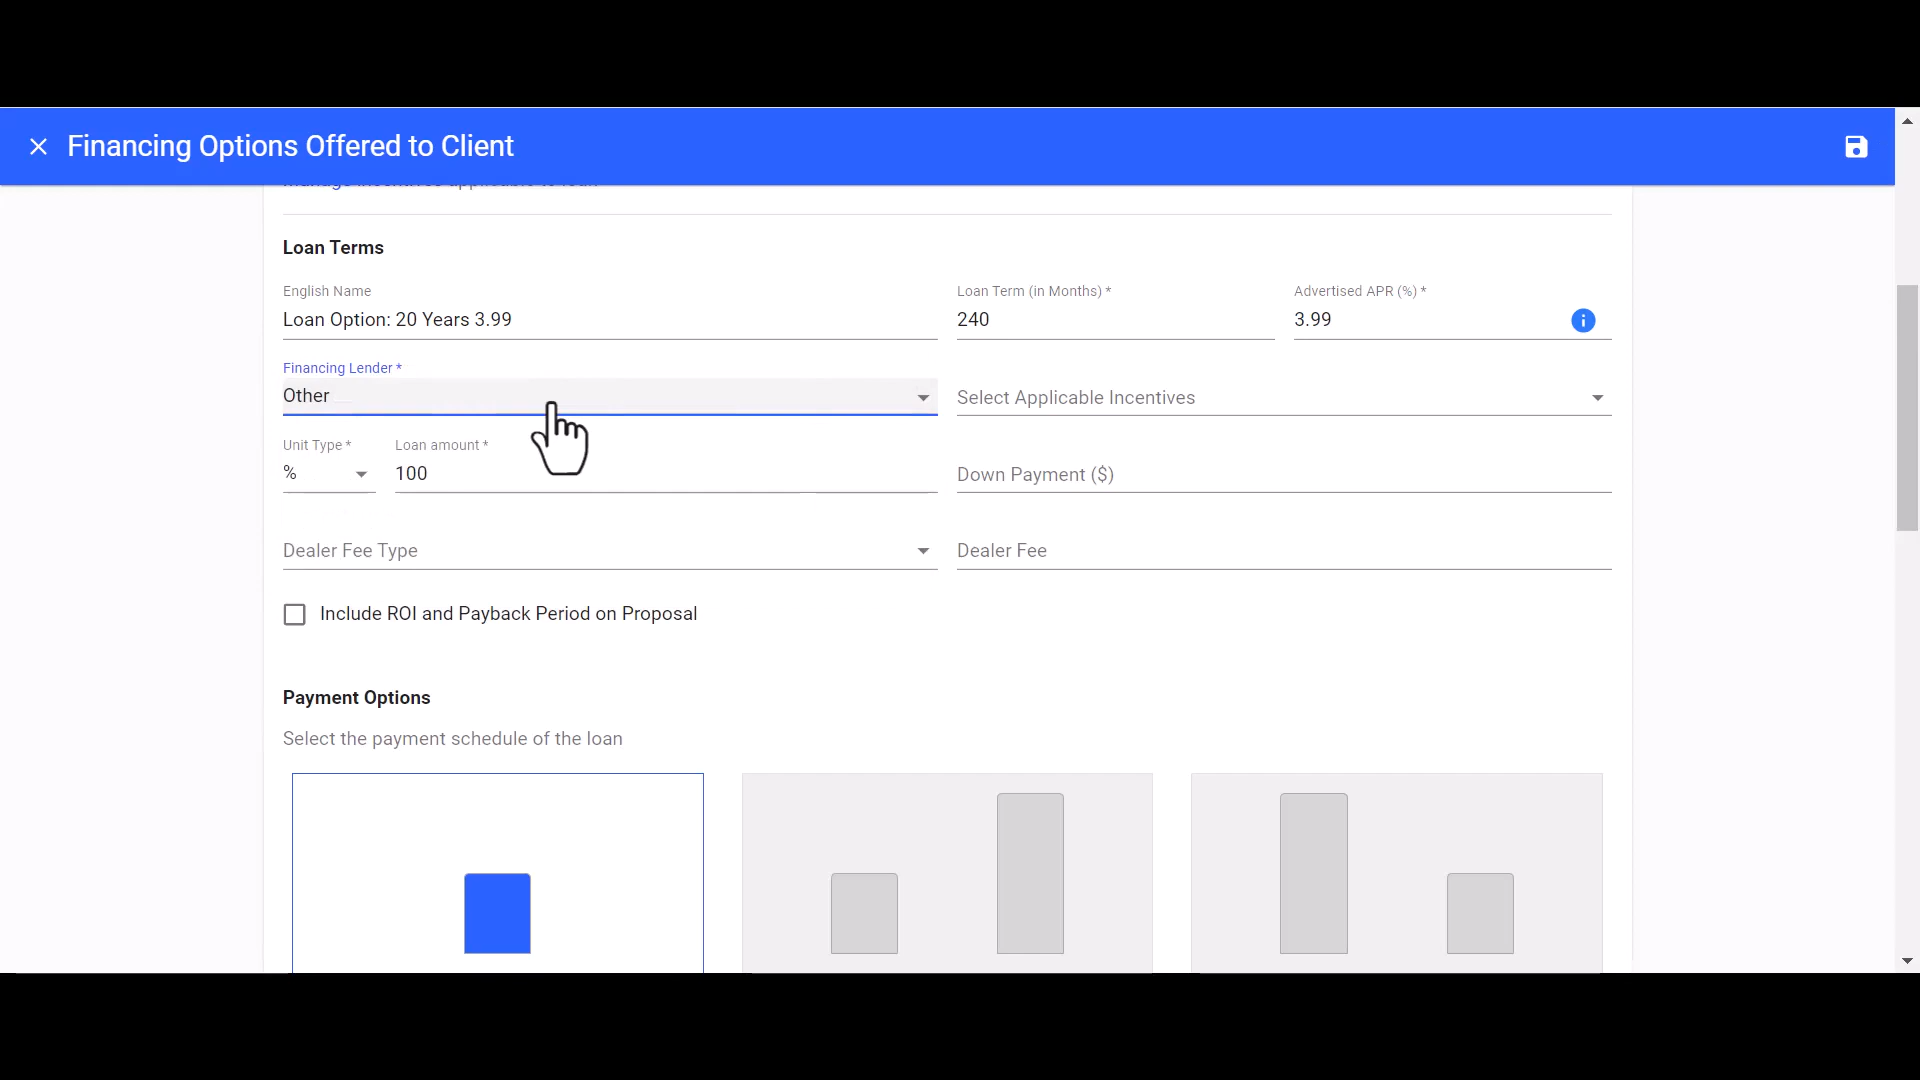 Financing Options Offered to Client
Loan Terms
English Name
Loan Option: 20 Years 3.99
Loan Term (in Months) *
240
Advertised APR (%) *
3.99
Financing Lender *
Other
Select Applicable Incentives
Unit Type *
%
Loan amount *
100
Down Payment ($)
Dealer Fee Type
Dealer Fee
Include ROI and Payback Period on Proposal
Payment Options
Select the payment schedule of the loan